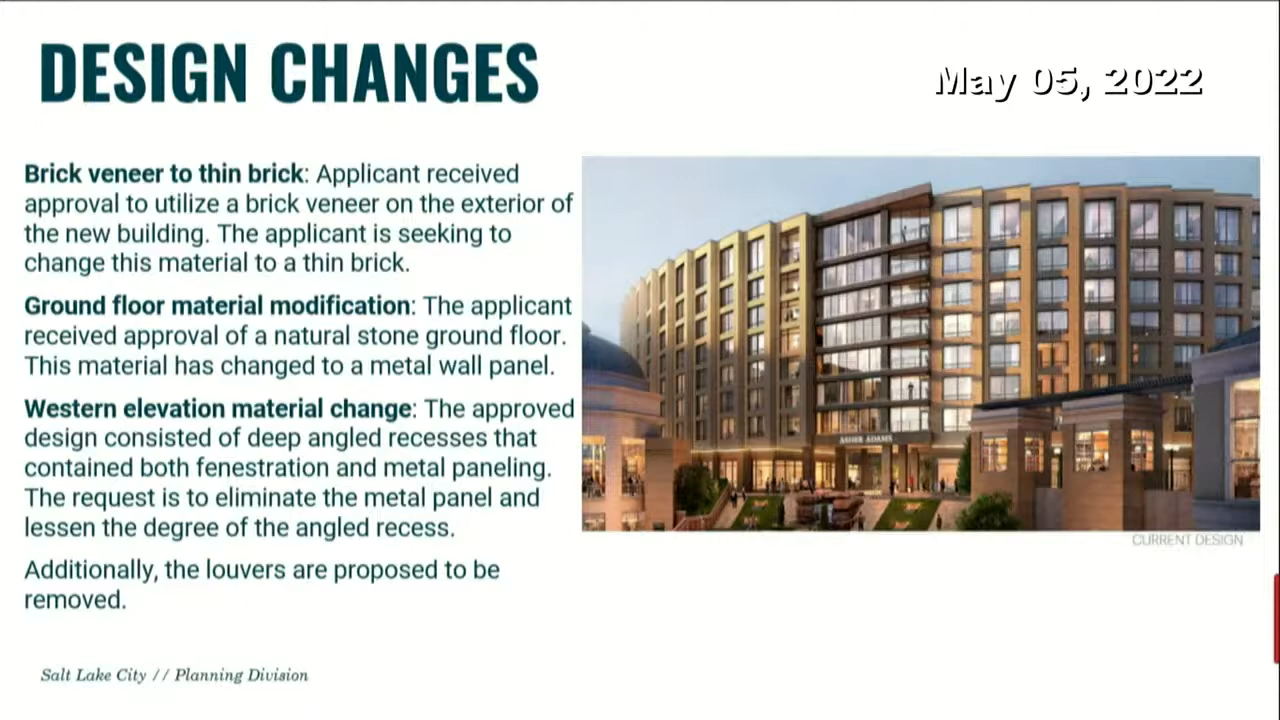 DESIGN CHANGES
May 05, 2022
Brick veneer to thin brick: Applicant received
approval to utilize a brick veneer on the exterior of
the new building. The applicant is seeking to
change this material to a thin brick.
Ground floor material modification: The applicant
received approval of a natural stone ground floor.
This material has changed to a metal wall panel.
Western elevation material change: The approved
design consisted of deep angled recesses that
contained both fenestration and metal paneling.
The request is to eliminate the metal panel and
lessen the degree of the angled recess.
Additionally, the louvers are proposed to be
removed.
ASHER ADAMS
CURRENT DESIGN
Salt Lake City // Planning Division